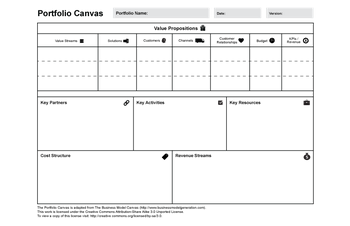 Portfolio Canvas
Portfolio Name:
Date:
Version:
Value Propositions
Value Streams
Solutions
Customers
Channels
Customer
Relationships
Budget
KPIs /
Revenue
Key Partners
Key Activities
Key Resources
Cost Structure
Revenue Streams
The Portfolio Canvas is adapted from The Business Model Canvas (http://www.businessmodelgeneration.com).
This work is licensed under the Creative Commons Attribution-Share Alike 3.0 Unported License.
To view a copy of this license visit: http://creativecommons.org/licenses/by-sa/3.0.